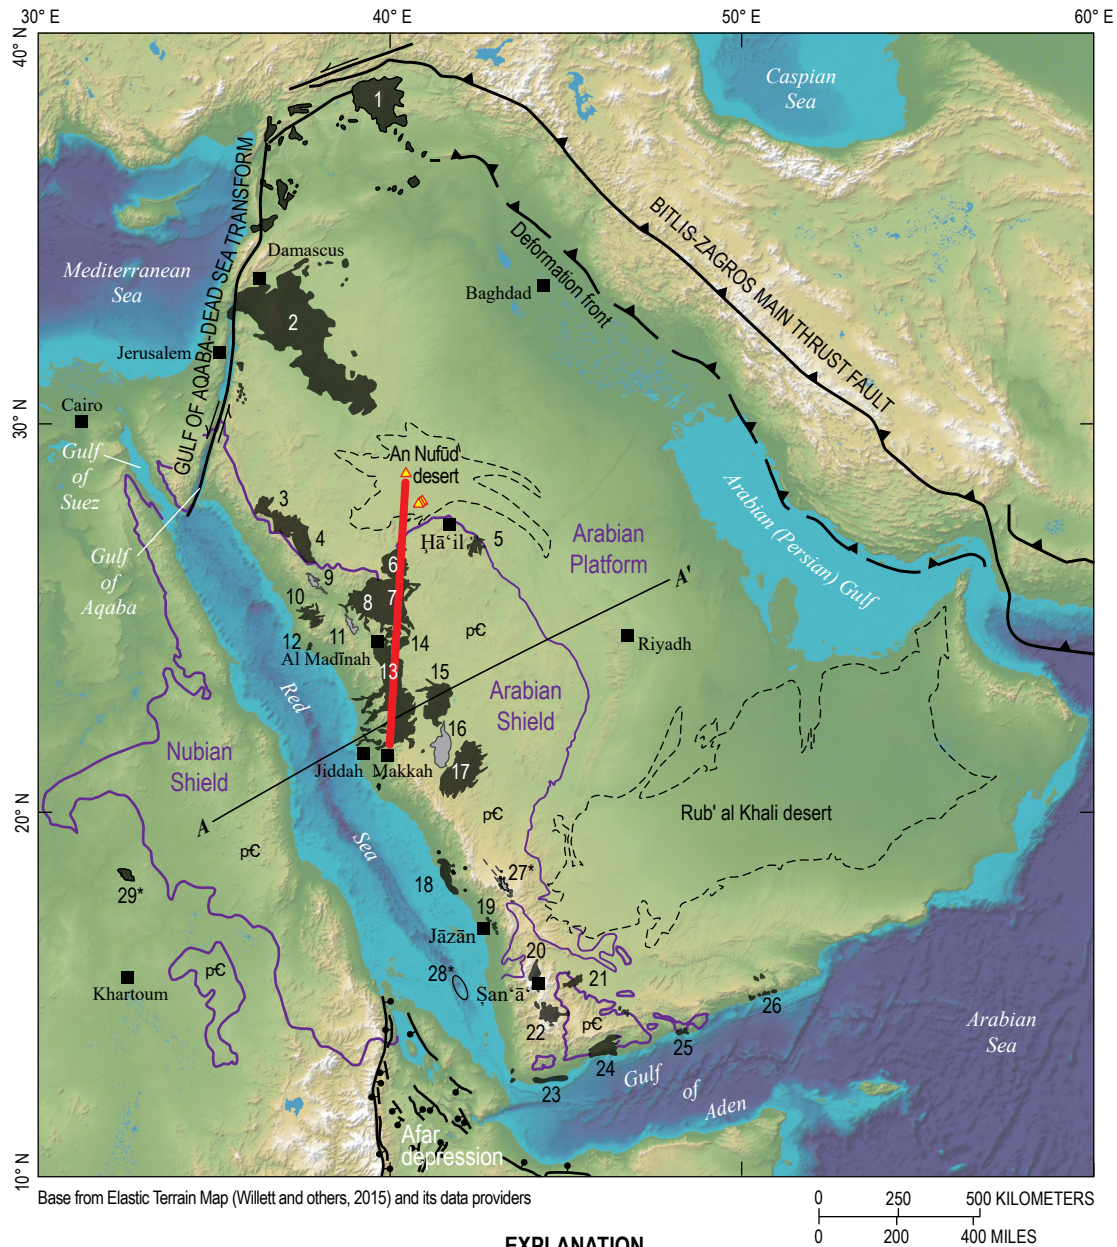 30° E
40° E
50° E
60° E
40° N
30° N
20° N
10° N
Caspian
Sea
1
BITLIS-ZAGROS MAIN THRUST FAULT
Deformation front
GULF OF AQABA-DEAD SEA TRANSFORM
Damascus
Mediterranean
Sea
Baghdad
2
Jerusalem
Cairo
Gulf
of
Suez
An Nufūd
desert
Gulf
of
Aqaba
3
4
Ḩā‘il
5
Arabian
Platform
Arabian (Persian) Gulf
A'
6
7
8
9
10
11
12
Al Madīnah
13
14
pЄ
Riyadh
15
Arabian
Shield
16
17
Red
Sea
Nubian
Shield
Jiddah
Makkah
A
pЄ
pЄ
Rub' al Khali desert
18
27*
29*
19
Jāzān
20
28*
Şan‘ā’
21
pЄ
Khartoum
22
pЄ
26
25
24
23
Gulf
of
Aden
Arabian
Sea
Afar
depression
Base from Elastic Terrain Map (Willett and others, 2015) and its data providers
0 250 500 KILOMETERS
0 200 400 MILES
EXPLANATION